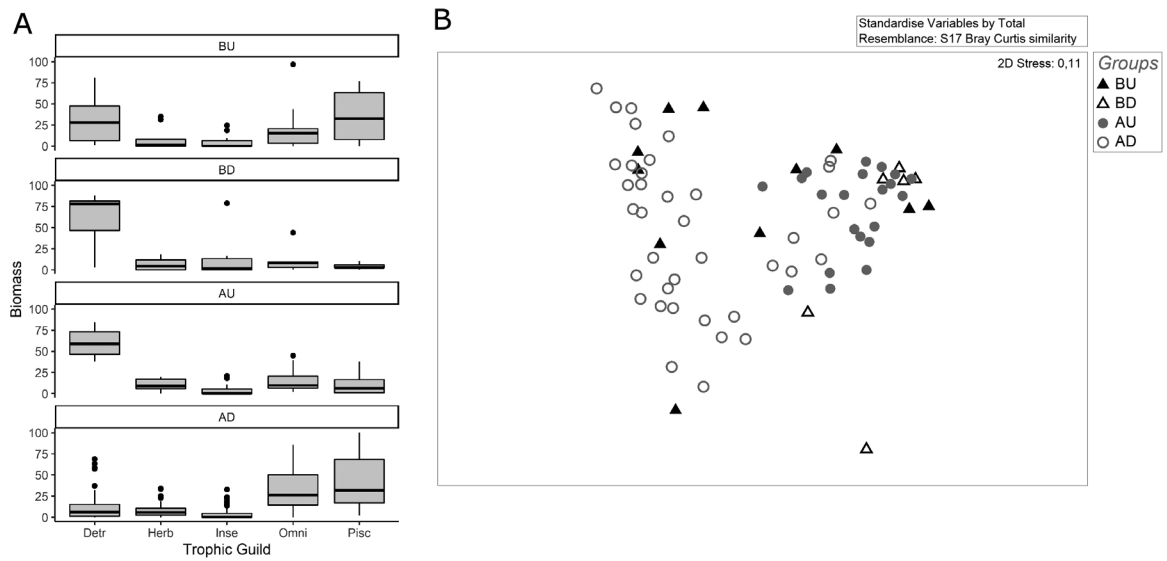 A
BU
100
75
50
25
0
BD
100
75
50
25
0
AU
100
75
50
25
0
AD
100
75
50
25
0
Biomass
Detr Herb Inse Omni Pisc
Trophic Guild
B
Standardise Variables by Total
Resemblance: S17 Bray Curtis similarity
2D Stress: 0,11
Groups
BU
BD
AU
AD